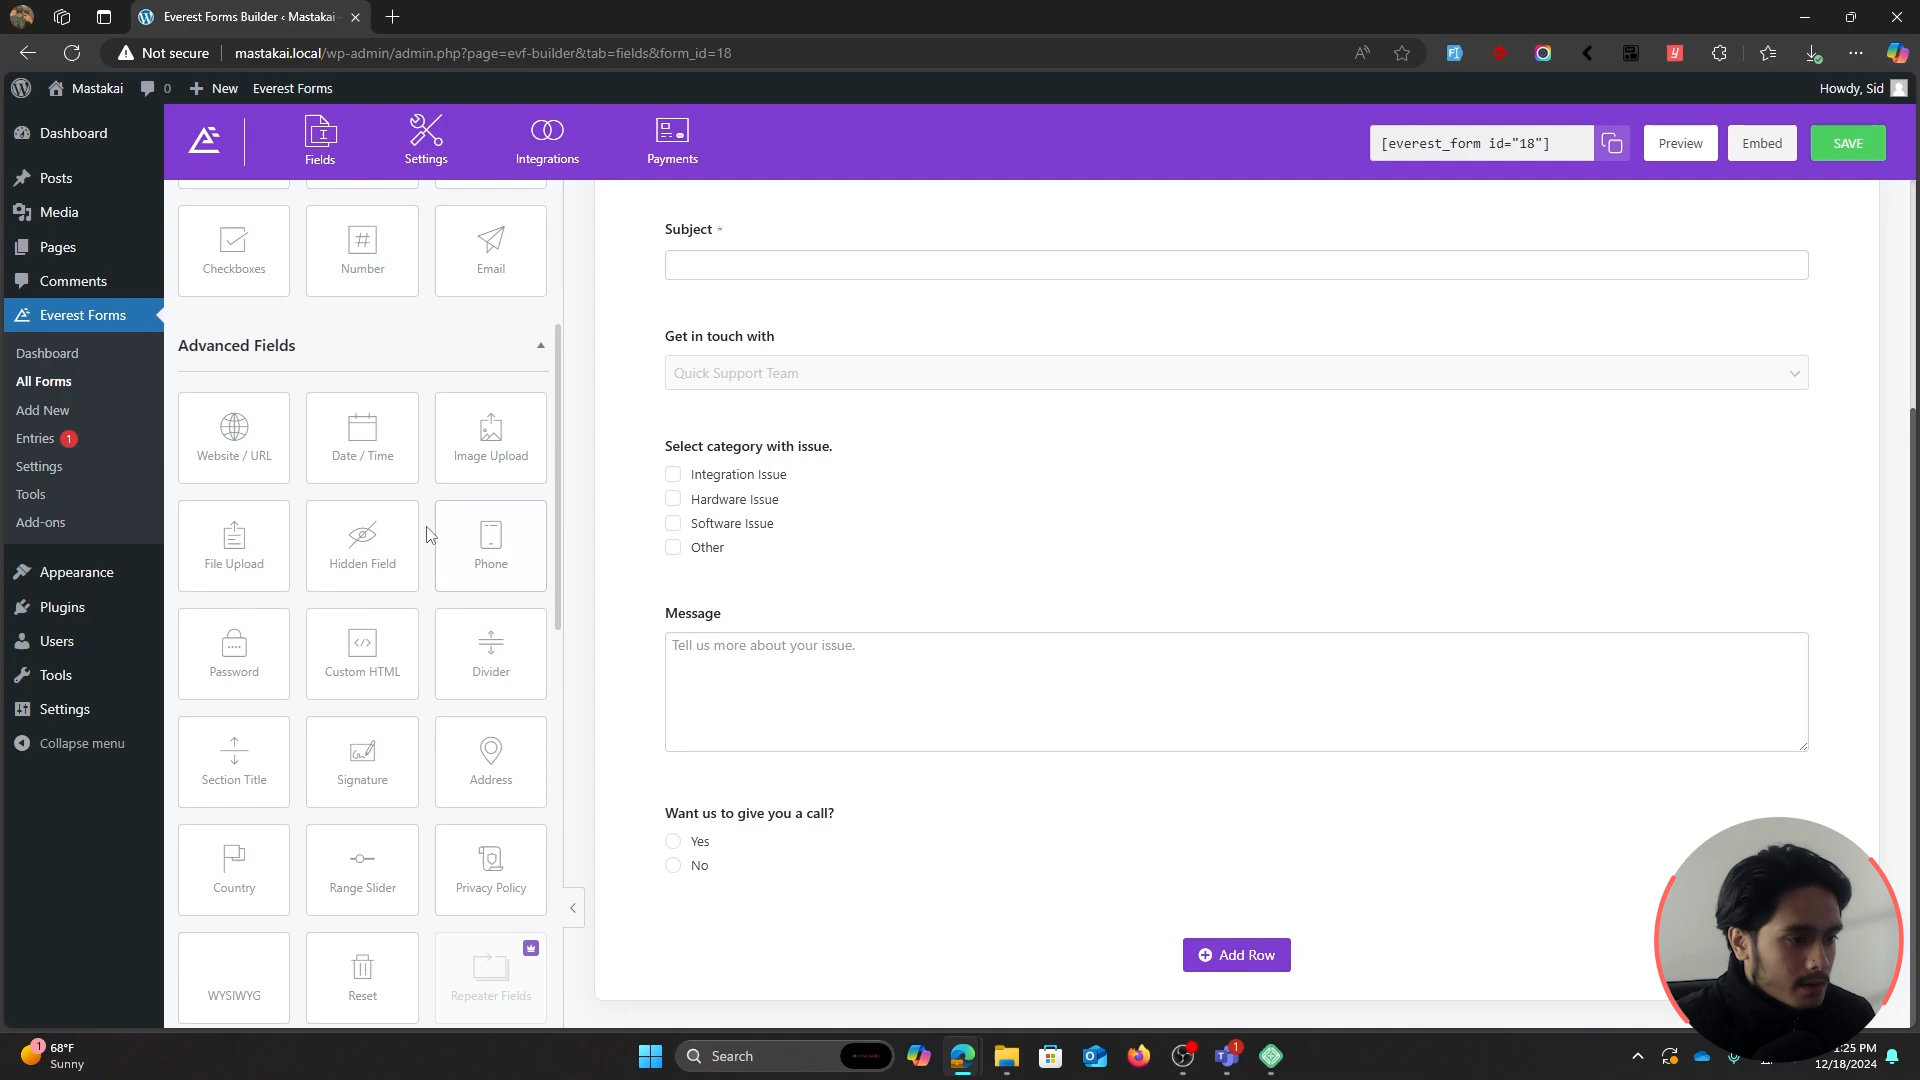 Everest Forms Builder ‹ Mastakai
Not secure
mastakai.local/wp-admin/admin.php?page=evf-builder&tab=fields&form_id=18
Mastakai
0
New
Everest Forms
Howdy, Sid
Dashboard
Posts
Media
Pages
Comments
Everest Forms
Dashboard
All Forms
Add New
Entries 1
Settings
Tools
Add-ons
Appearance
Plugins
Users
Tools
Settings
Collapse menu
Fields
Settings
Integrations
Payments
[everest_form id="18"]
Preview
Embed
SAVE
Checkboxes
Number
Email
Advanced Fields
Website / URL
Date / Time
Image Upload
File Upload
Hidden Field
Phone
Password
Custom HTML
Divider
Section Title
Signature
Address
Country
Range Slider
Privacy Policy
WYSIWYG
Reset
Repeater Fields
Subject *
Get in touch with
Quick Support Team
Select category with issue.
Integration Issue
Hardware Issue
Software Issue
Other
Message
Tell us more about your issue.
Want us to give you a call?
Yes
No
Add Row
1
68°F
Sunny
Search
1
:25 PM
12/18/2024